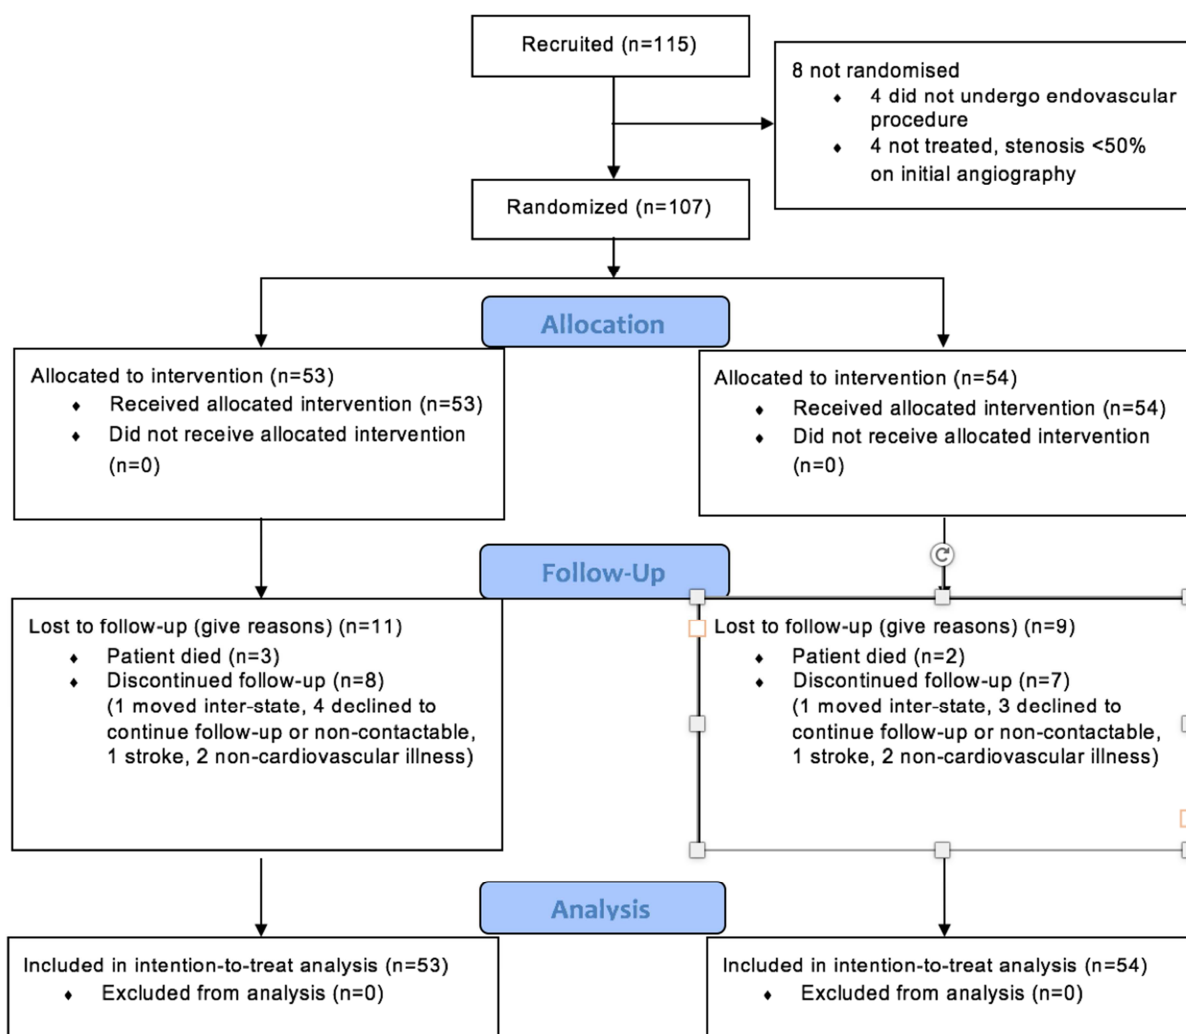 Recruited (n=115)
8 not randomised
♦ 4 did not undergo endovascular
procedure
♦ 4 not treated, stenosis <50%
on initial angiography
Randomized (n=107)
Allocation
Allocated to intervention (n=53)
♦ Received allocated intervention (n=53)
♦ Did not receive allocated intervention
(n=0)
Allocated to intervention (n=54)
♦ Received allocated intervention (n=54)
♦ Did not receive allocated intervention
(n=0)
Follow-Up
Lost to follow-up (give reasons) (n=11)
♦ Patient died (n=3)
♦ Discontinued follow-up (n=8)
(1 moved inter-state, 4 declined to
continue follow-up or non-contactable,
1 stroke, 2 non-cardiovascular illness)
Lost to follow-up (give reasons) (n=9)
♦ Patient died (n=2)
♦ Discontinued follow-up (n=7)
(1 moved inter-state, 3 declined to
continue follow-up or non-contactable,
1 stroke, 2 non-cardiovascular illness)
Analysis
Included in intention-to-treat analysis (n=53)
♦ Excluded from analysis (n=0)
Included in intention-to-treat analysis (n=54)
♦ Excluded from analysis (n=0)